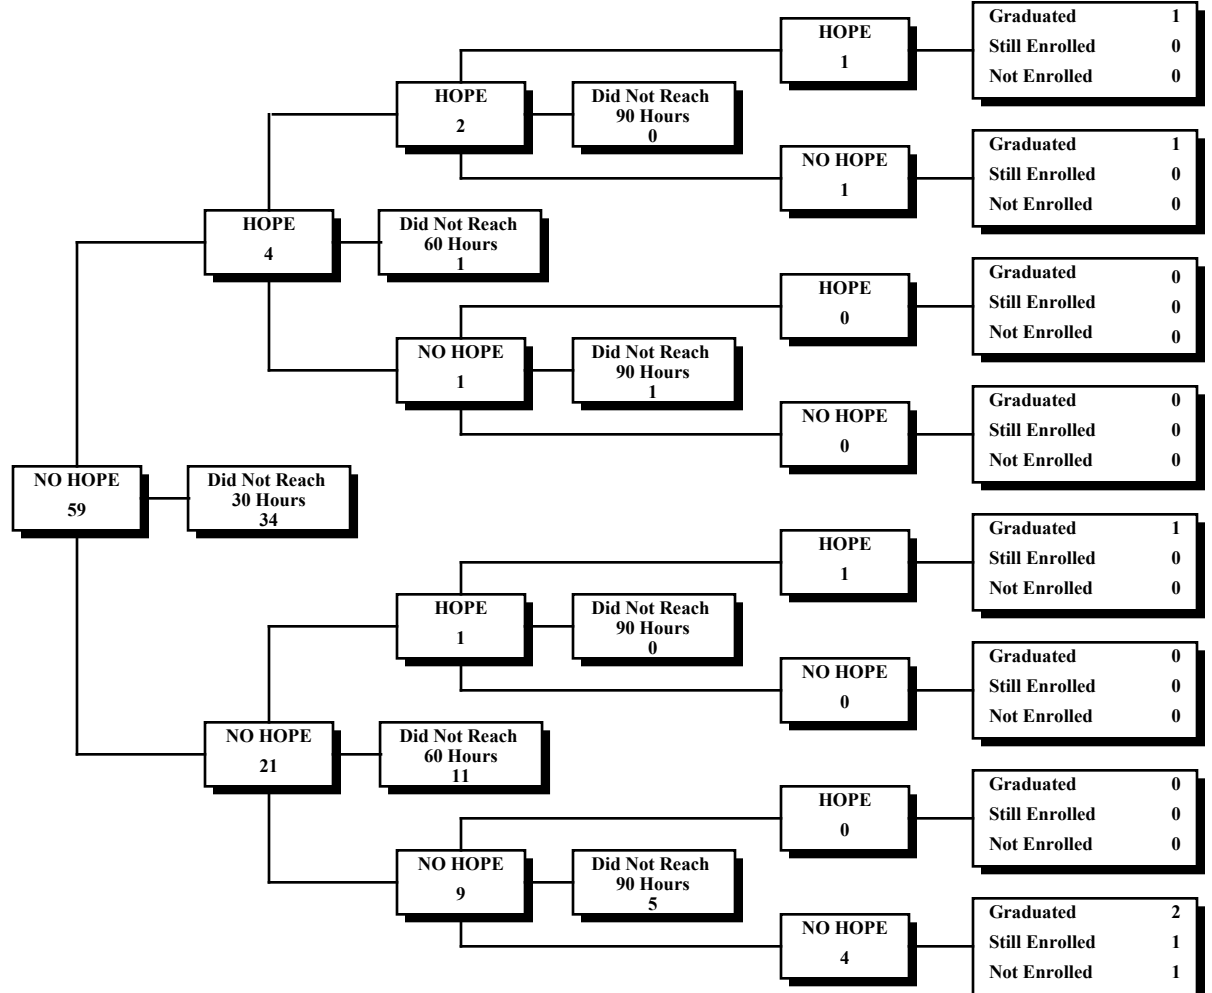 HOPE
1
Graduated 1
Still Enrolled 0
Not Enrolled 0
HOPE
2
Did Not Reach
90 Hours
0
NO HOPE
1
Graduated 1
Still Enrolled 0
Not Enrolled 0
HOPE
4
Did Not Reach
60 Hours
1
HOPE
0
Graduated 0
Still Enrolled 0
Not Enrolled 0
NO HOPE
1
Did Not Reach
90 Hours
1
NO HOPE
0
Graduated 0
Still Enrolled 0
Not Enrolled 0
NO HOPE
59
Did Not Reach
30 Hours
34
HOPE
1
Graduated 1
Still Enrolled 0
Not Enrolled 0
HOPE
1
Did Not Reach
90 Hours
0
NO HOPE
0
Graduated 0
Still Enrolled 0
Not Enrolled 0
NO HOPE
21
Did Not Reach
60 Hours
11
HOPE
0
Graduated 0
Still Enrolled 0
Not Enrolled 0
NO HOPE
9
Did Not Reach
90 Hours
5
NO HOPE
4
Graduated 2
Still Enrolled 1
Not Enrolled 1